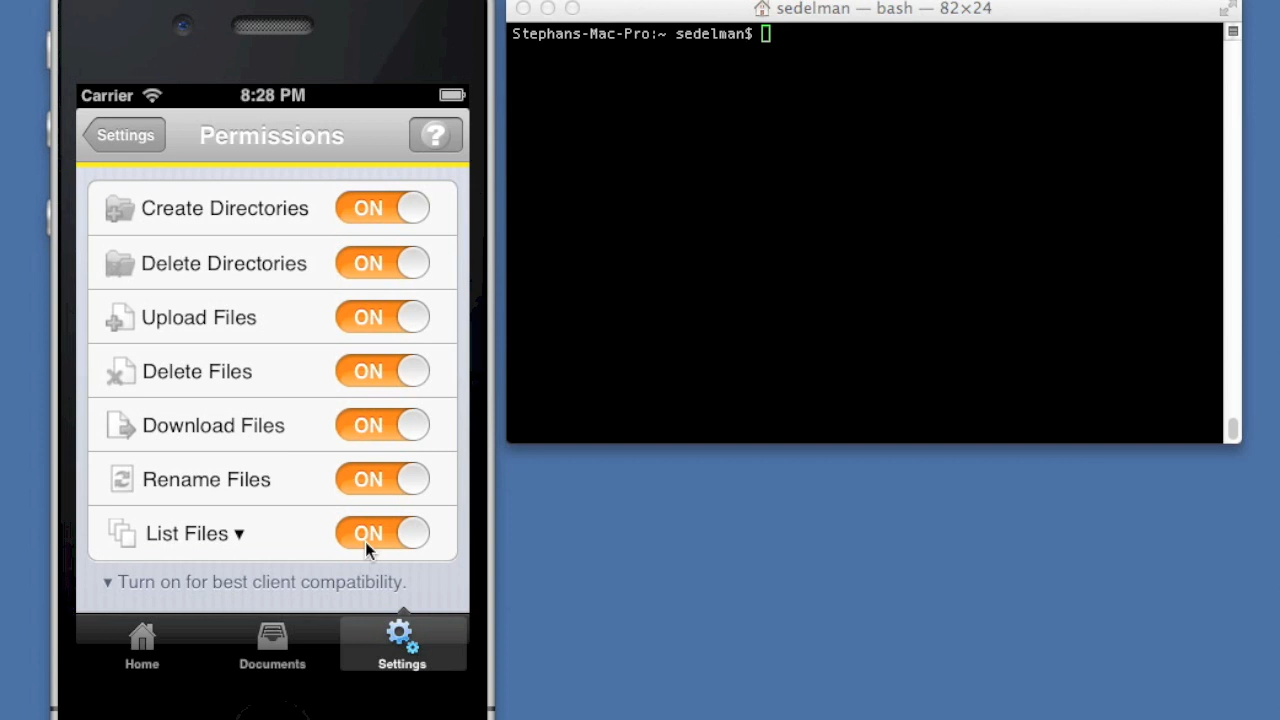 Carrier 8:28 PM
Settings Permissions ?
Create Directories ON
Delete Directories ON
Upload Files ON
Delete Files ON
Download Files ON
Rename Files ON
List Files ▾ ON
▾ Turn on for best client compatibility.
Home Documents Settings
sedelman — bash — 82×24
Stephans-Mac-Pro:~ sedelman$